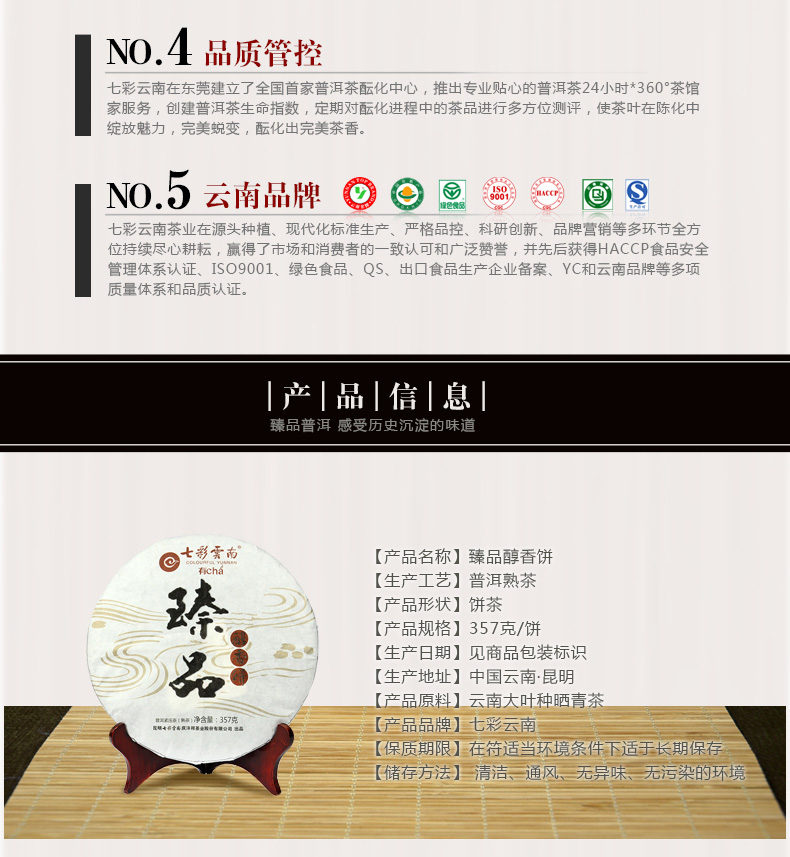 NO.4 品质管控
七彩云南在东莞建立了全国首家普洱茶酝化中心，推出专业贴心的普洱茶24小时*360°茶馆
家服务，创建普洱茶生命指数，定期对酝化进程中的茶品进行多方位测评，使茶叶在陈化中
绽放魅力，完美蜕变，酝化出完美茶香。
NO.5 云南品牌
绿色食品
ISO
9001
HACCP
七彩云南茶业在源头种植、现代化标准生产、严格品控、科研创新、品牌营销等多环节全方
位持续尽心耕耘，赢得了市场和消费者的一致认可和广泛赞誉，并先后获得HACCP食品安全
管理体系认证、ISO9001、绿色食品、QS、出口食品生产企业备案、YC和云南品牌等多项
质量体系和品质认证。
|产|品|信|息|
臻品普洱 感受历史沉淀的味道
七彩雲南
COLOURFUL YUNNAN
有chá
臻
品
净含量：357克
【产品名称】臻品醇香饼
【生产工艺】普洱熟茶
【产品形状】饼茶
【产品规格】357克/饼
【生产日期】见商品包装标识
【生产地址】中国云南·昆明
【产品原料】云南大叶种晒青茶
【产品品牌】七彩云南
【保质期限】在符适当环境条件下适于长期保存
【储存方法】 清洁、通风、无异味、无污染的环境